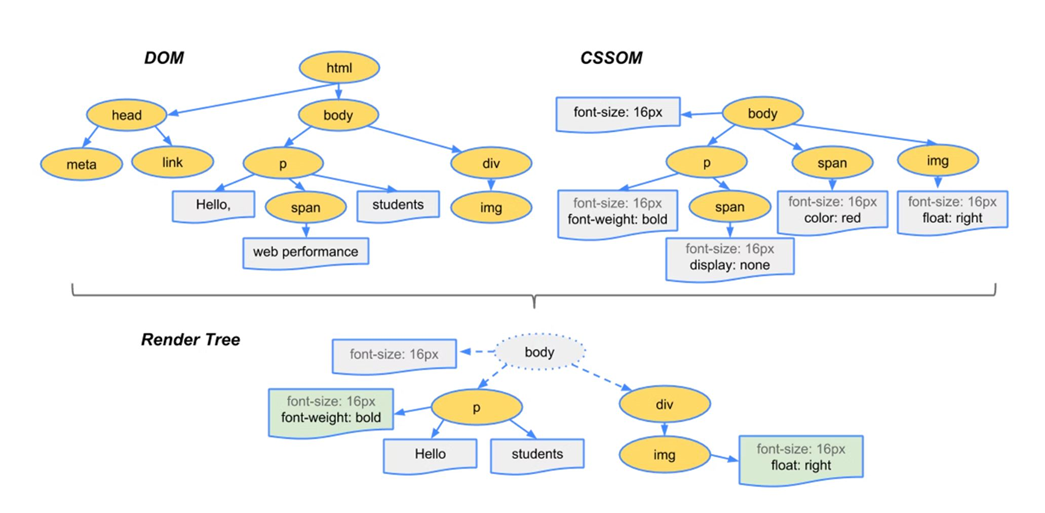 DOM
html
head
body
meta
link
p
div
Hello,
span
students
img
web performance
CSSOM
font-size: 16px
body
p
span
img
font-size: 16px
font-weight: bold
span
font-size: 16px
color: red
font-size: 16px
float: right
font-size: 16px
display: none
Render Tree
font-size: 16px
body
font-size: 16px
font-weight: bold
p
div
Hello
students
img
font-size: 16px
float: right